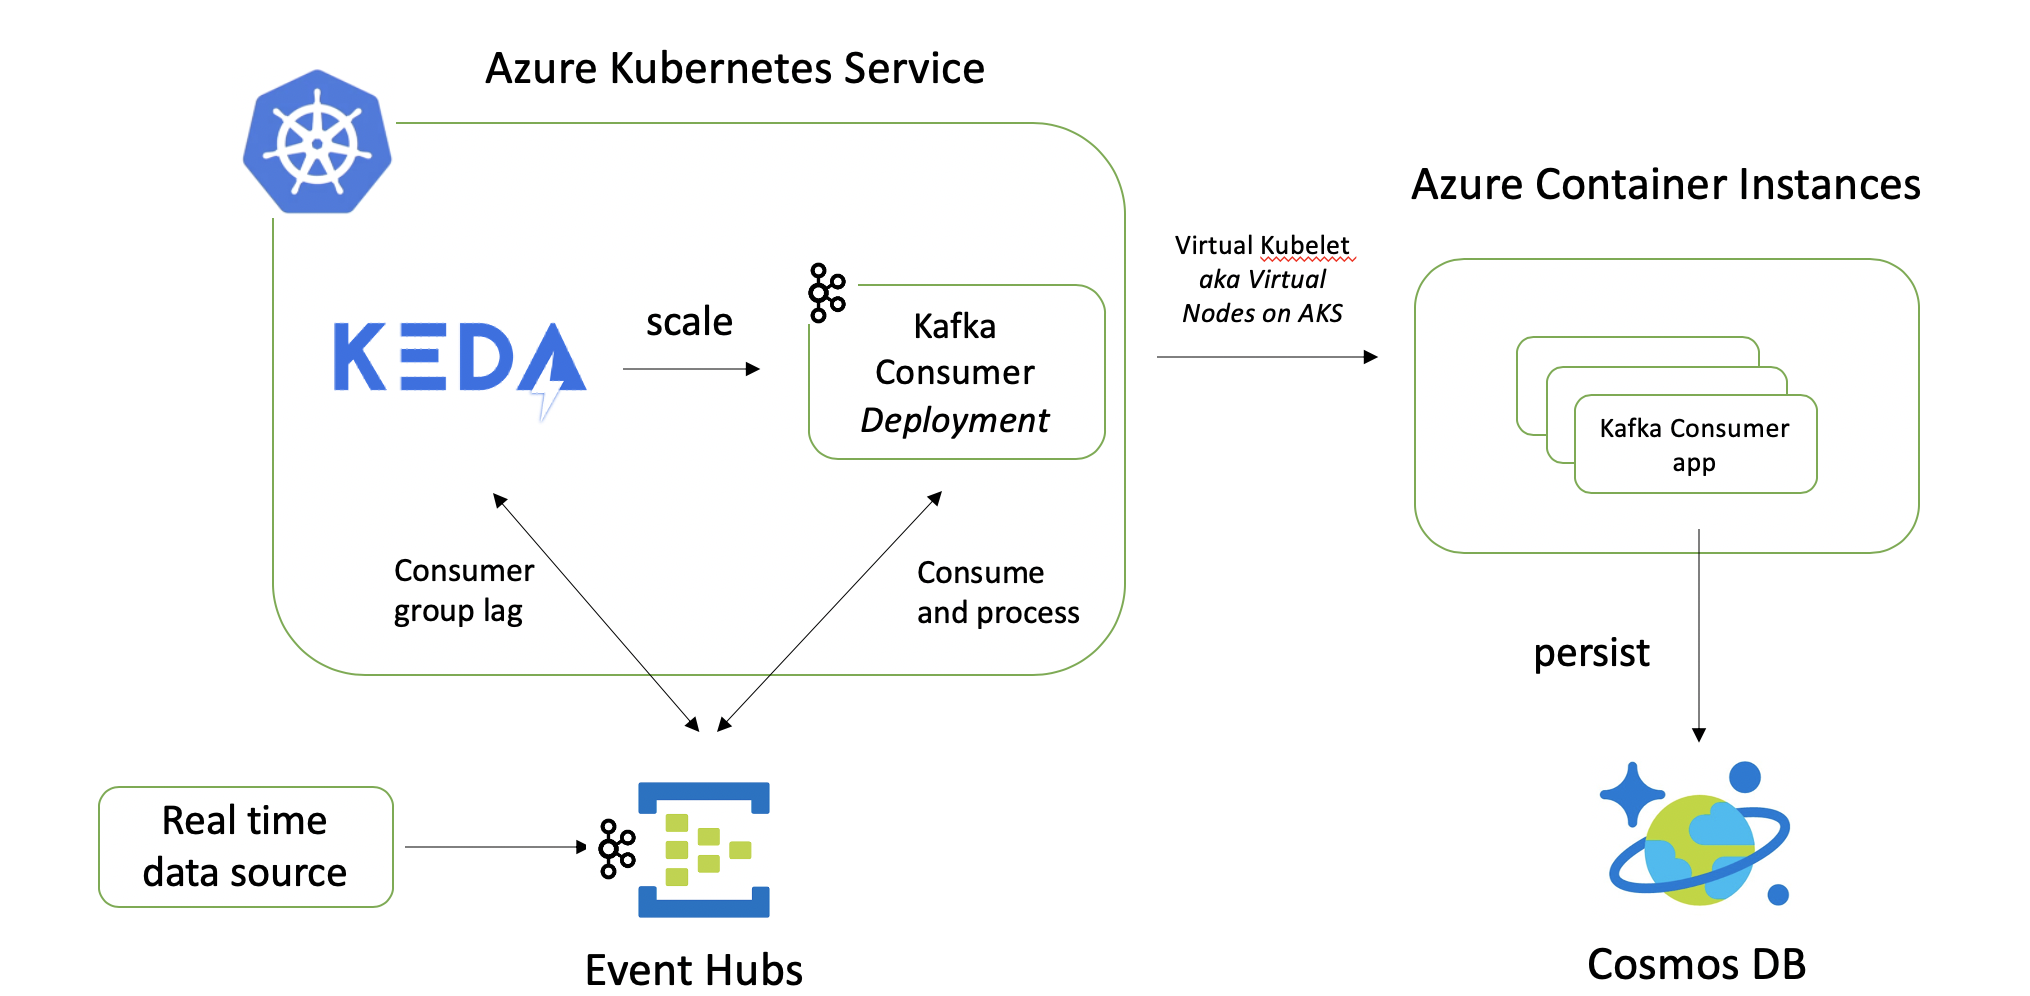 Azure Kubernetes Service
Azure Container Instances
Virtual Kubelet
aka Virtual
Nodes on AKS
KEDA
scale
Kafka
Consumer
Deployment
Kafka Consumer
app
Consumer
group lag
Consume
and process
persist
Real time
data source
Event Hubs
Cosmos DB